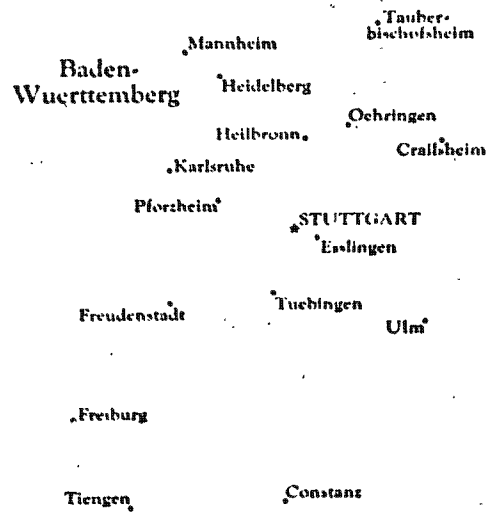 Tauber-
bischofsheim
Mannheim
Baden-
Wuerttemberg
Heidelberg
Oehringen
Heilbronn
Crailsheim
Karlsruhe
Pforzheim
STUTTGART
Esslingen
Tuebingen
Freudenstadt
Ulm
Freiburg
Tiengen
Constanz